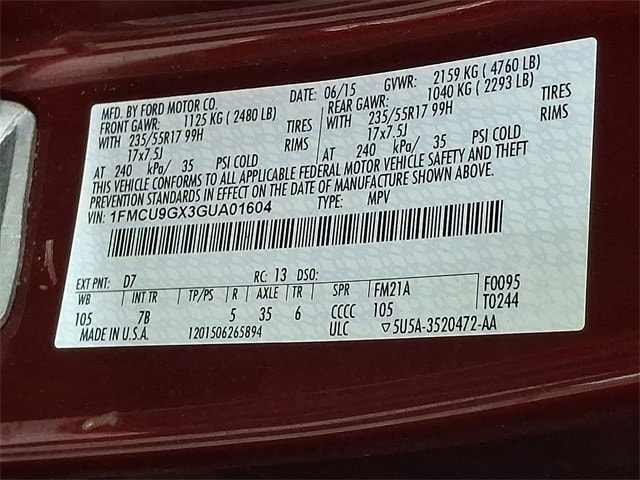 MFD. BY FORD MOTOR CO. DATE: 06/15 GVWR: 2159 KG ( 4760 LB)
FRONT GAWR: 1125 KG ( 2480 LB) REAR GAWR: 1040 KG ( 2293 LB)
WITH 235/55R17 99H TIRES WITH 235/55R17 99H TIRES
17x7.5J RIMS 17x7.5J RIMS
AT 240 kPa/ 35 PSI COLD AT 240 kPa/ 35 PSI COLD
THIS VEHICLE CONFORMS TO ALL APPLICABLE FEDERAL MOTOR VEHICLE SAFETY AND THEFT
PREVENTION STANDARDS IN EFFECT ON THE DATE OF MANUFACTURE SHOWN ABOVE.
VIN: 1FMCU9GX3GUA01604 TYPE: MPV
EXT PNT: D7 RC: 13 DSO:
WB INT TR TP/PS R AXLE TR SPR FM21A F0095
105 7B 5 35 6 CCCC 105 T0244
MADE IN U.S.A. 1201506265894 ULC ▽5U5A-3520472-AA